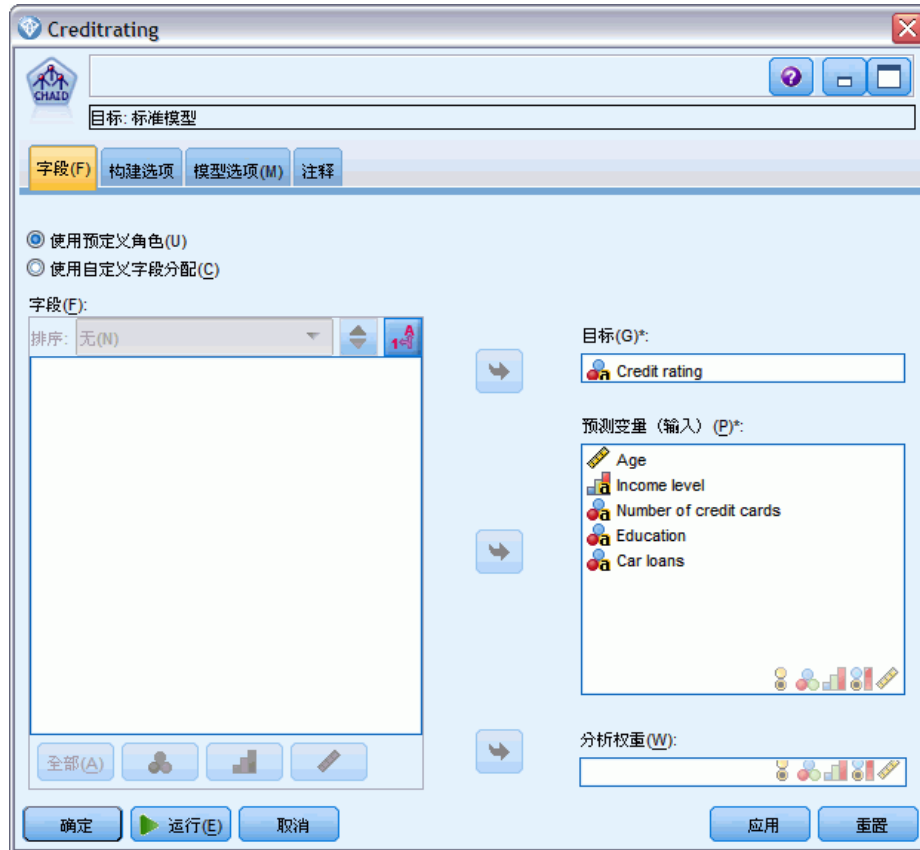 Creditrating
CHAID
目标: 标准模型
字段(F) 构建选项 模型选项(M) 注释
使用预定义角色(U)
使用自定义字段分配(C)
字段(F):
排序: 无(N)
目标(G)*:
Credit rating
预测变量（输入）(P)*:
Age
Income level
Number of credit cards
Education
Car loans
全部(A)
分析权重(W):
确定 运行(E) 取消 应用 重置